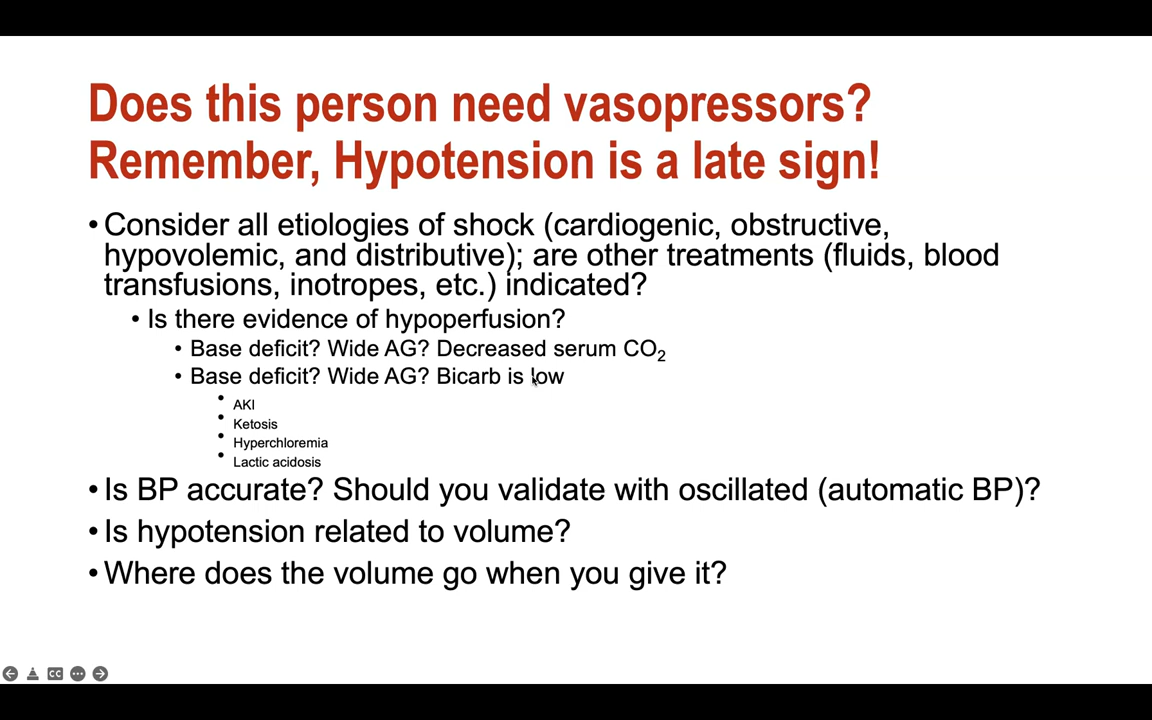 Does this person need vasopressors?
Remember, Hypotension is a late sign!
• Consider all etiologies of shock (cardiogenic, obstructive,
hypovolemic, and distributive); are other treatments (fluids, blood
transfusions, inotropes, etc.) indicated?
• Is there evidence of hypoperfusion?
• Base deficit? Wide AG? Decreased serum CO₂
• Base deficit? Wide AG? Bicarb is low
• AKI
• Ketosis
• Hyperchloremia
• Lactic acidosis
• Is BP accurate? Should you validate with oscillated (automatic BP)?
• Is hypotension related to volume?
• Where does the volume go when you give it?
CC